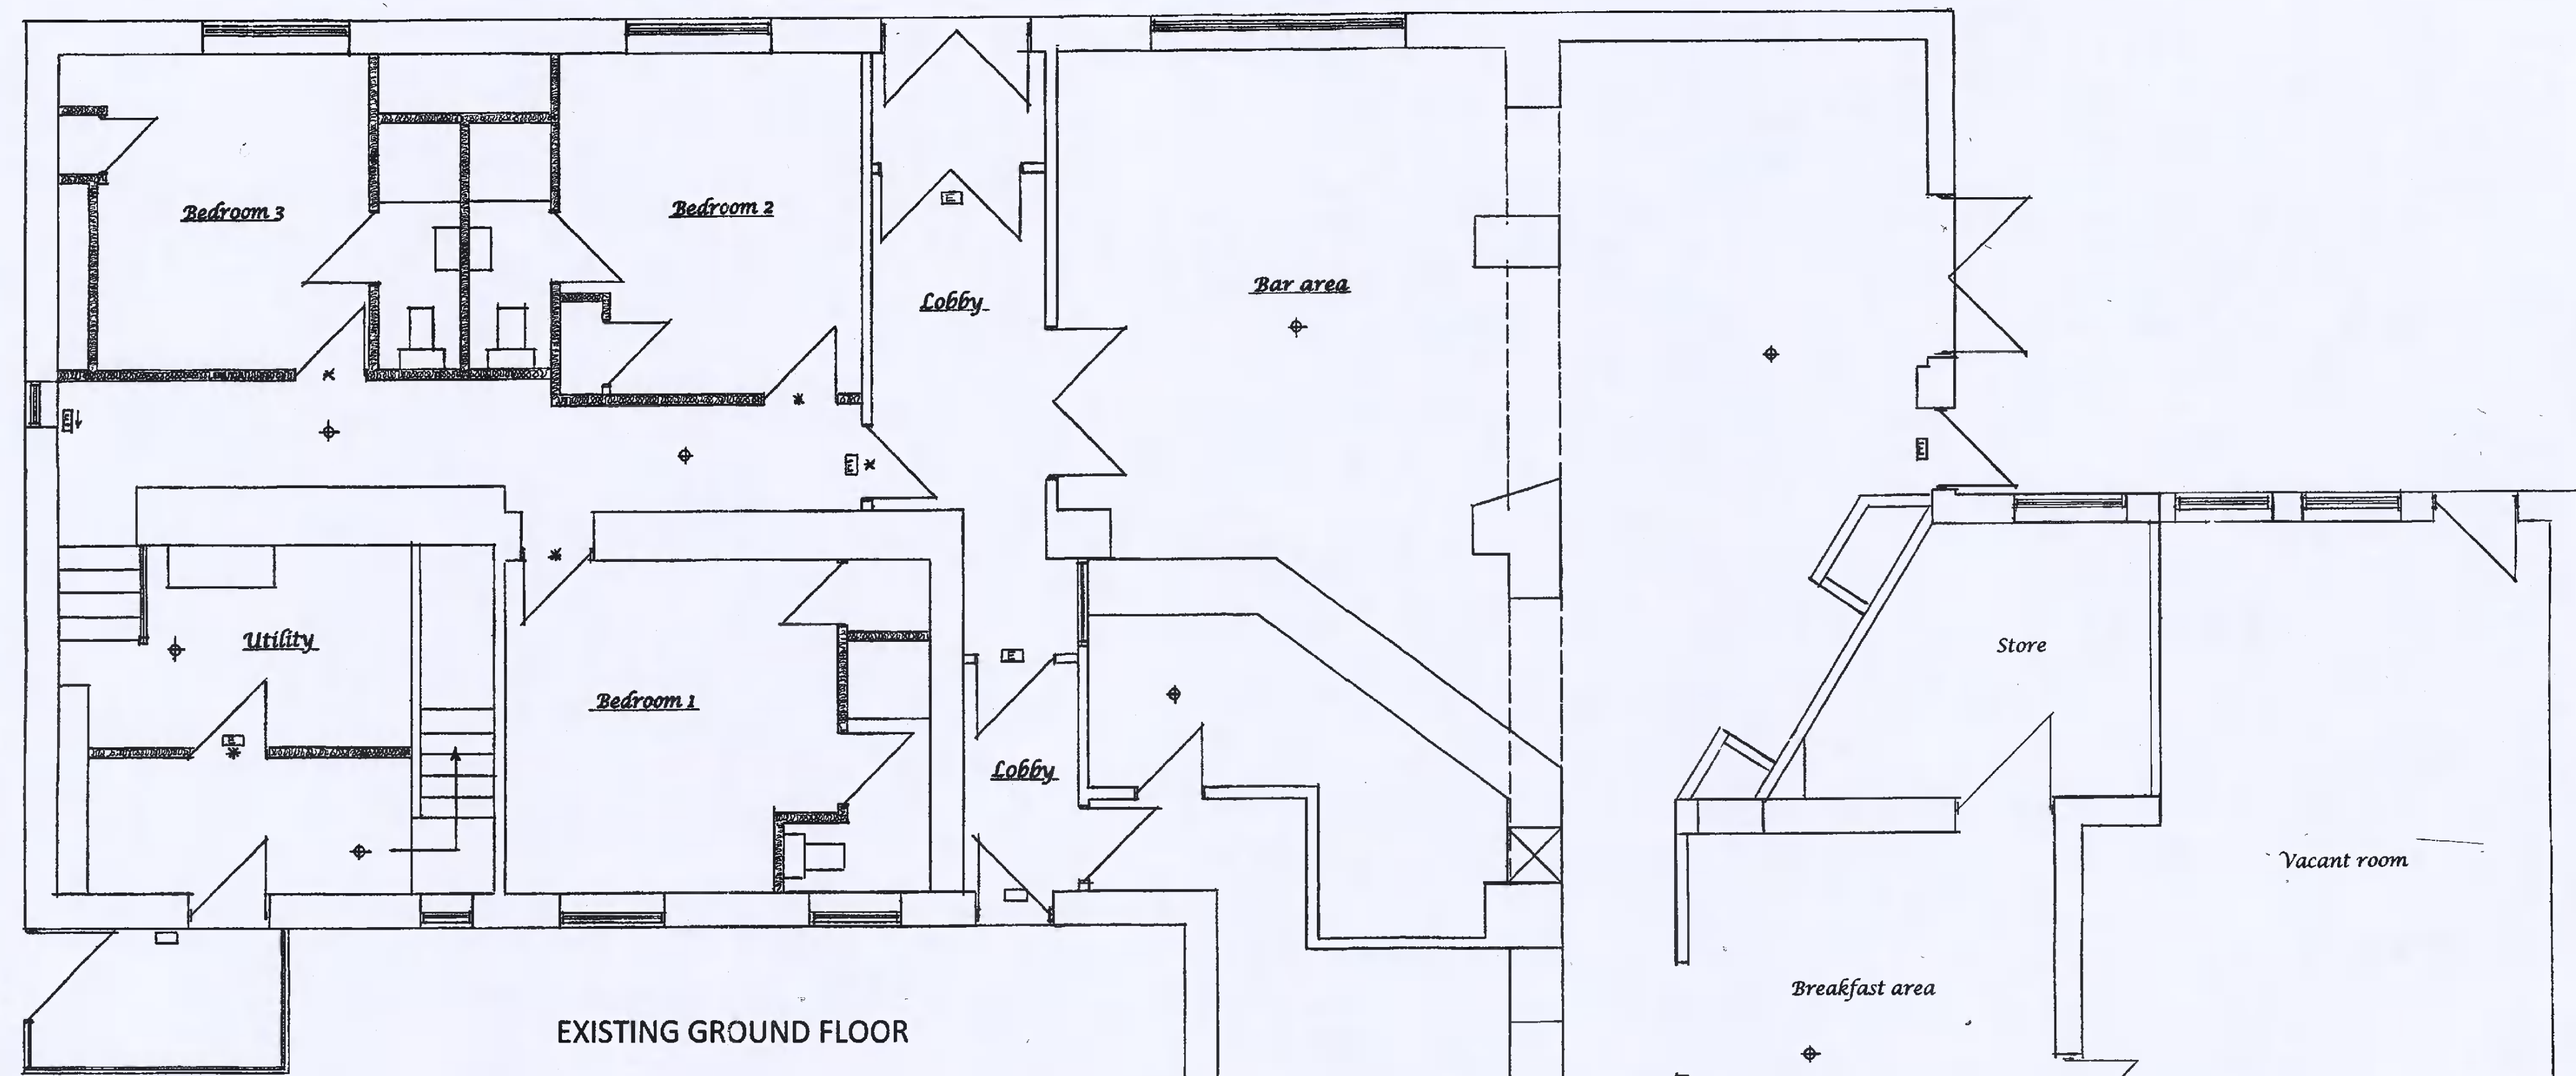 Bedroom 3
Bedroom 2
E
Lobby
Bar area
E
E
E
Utility
Store
E
Bedroom 1
E
Lobby
Vacant room
Breakfast area
EXISTING GROUND FLOOR